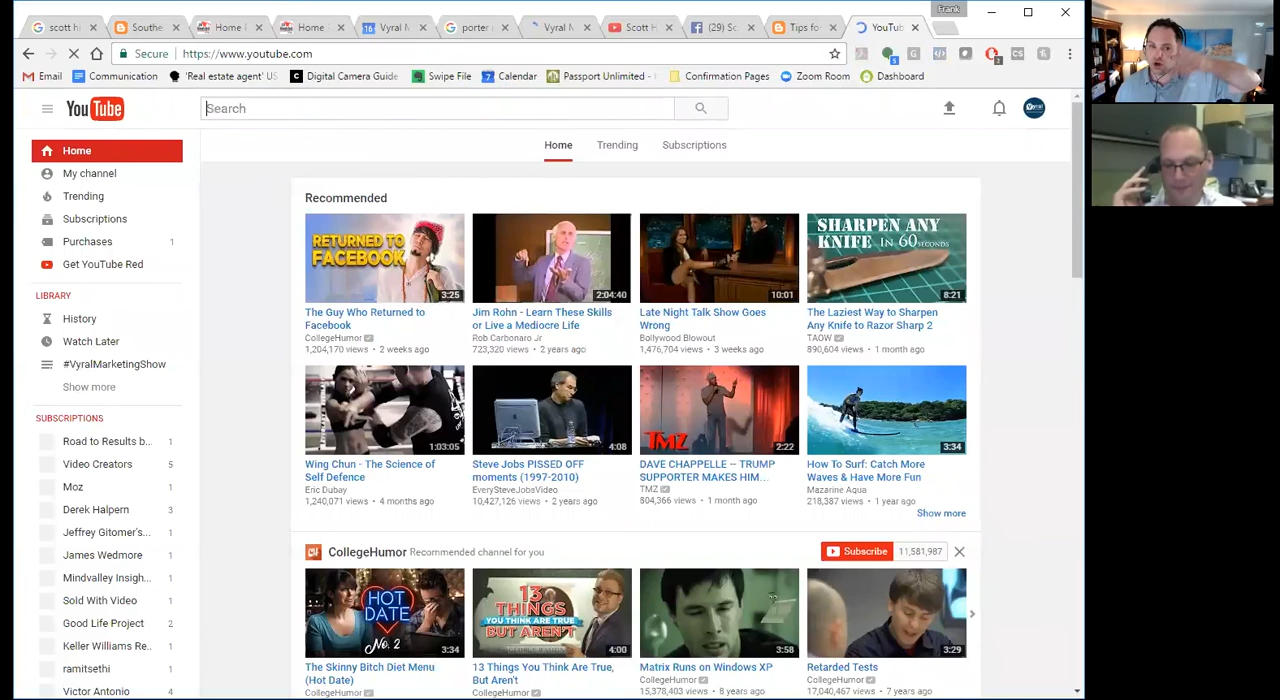 Frank
scott h
Southe
Home
Home
Vyral M
porter
Vyral M
Scott H
(29) Sc
Tips for
YouTub
Secure https://www.youtube.com
Email Communication 'Real estate agent' US Digital Camera Guide Swipe File Calendar Passport Unlimited - Confirmation Pages Zoom Room Dashboard
YouTube
Search
Home Trending Subscriptions
Home
My channel
Trending
Subscriptions
Purchases 1
Get YouTube Red
LIBRARY
History
Watch Later
#VyralMarketingShow
Show more
SUBSCRIPTIONS
Road to Results b... 1
Video Creators 5
Moz 1
Derek Halpern 3
Jeffrey Gitomer's... 1
James Wedmore 1
Mindvalley Insigh... 1
Sold With Video 1
Good Life Project 2
Keller Williams Re.. 1
ramitsethi 1
Victor Antonio 4
Recommended
RETURNED TO
FACEBOOK
3:25
The Guy Who Returned to
Facebook
CollegeHumor
1,204,170 views • 2 weeks ago
2:04:40
Jim Rohn - Learn These Skills
or Live a Mediocre Life
Rob Carbonaro Jr
723,320 views • 2 years ago
10:01
Late Night Talk Show Goes
Wrong
Bollywood Blowout
1,476,704 views • 3 weeks ago
SHARPEN ANY
KNIFE IN 60 SECONDS
8:21
The Laziest Way to Sharpen
Any Knife to Razor Sharp 2
TAOW
890,604 views • 1 month ago
1:03:05
Wing Chun - The Science of
Self Defence
Eric Dubay
1,240,071 views • 4 months ago
4:08
Steve Jobs PISSED OFF
moments (1997-2010)
EverySteveJobsVideo
10,427,126 views • 2 years ago
TMZ
2:22
DAVE CHAPPELLE -- TRUMP
SUPPORTER MAKES HIM...
TMZ
804,366 views • 1 month ago
3:34
How To Surf: Catch More
Waves & Have More Fun
Mazarine Aqua
218,387 views • 1 year ago
Show more
CollegeHumor Recommended channel for you
Subscribe 11,581,987
HOT
DATE
No. 2
3:34
The Skinny Bitch Diet Menu
(Hot Date)
CollegeHumor
13
THINGS
YOU THINK ARE TRUE
BUT AREN'T
4:00
13 Things You Think Are True,
But Aren't
CollegeHumor
3:58
Matrix Runs on Windows XP
CollegeHumor
15,378,403 views • 8 years ago
3:29
Retarded Tests
CollegeHumor
17,040,467 views • 7 years ago